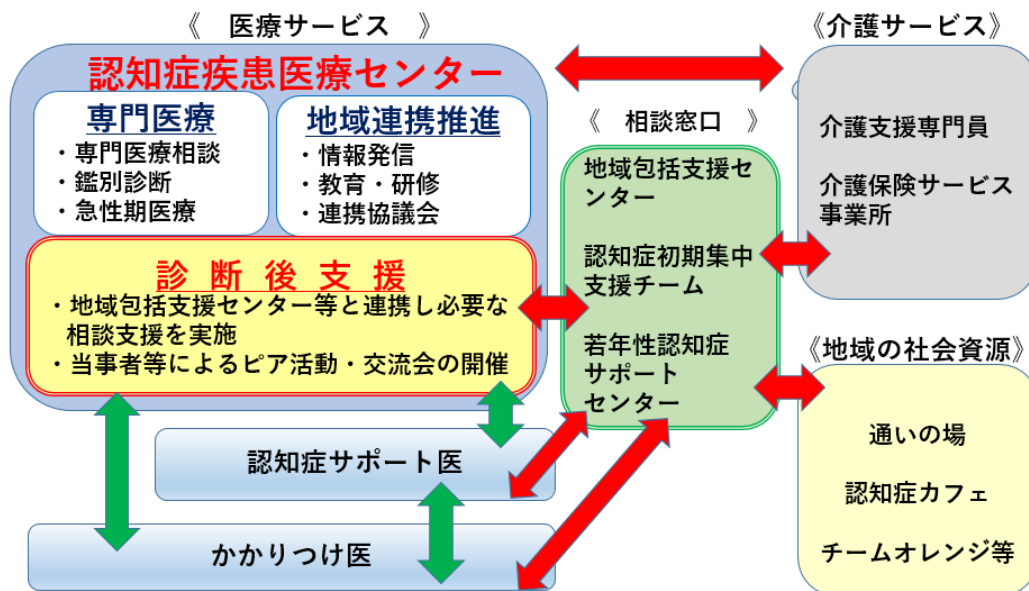 《　医療サービス　》
認知症疾患医療センター
専門医療
・専門医療相談
・鑑別診断
・急性期医療
地域連携推進
・情報発信
・教育・研修
・連携協議会
診断後支援
・地域包括支援センター等と連携し必要な
相談支援を実施
・当事者等によるピア活動・交流会の開催
認知症サポート医
かかりつけ医
《　相談窓口　》
地域包括支援セ
ンター
認知症初期集中
支援チーム
若年性認知症
サポート
センター
《介護サービス》
介護支援専門員
介護保険サービス
事業所
《地域の社会資源》
通いの場
認知症カフェ
チームオレンジ等